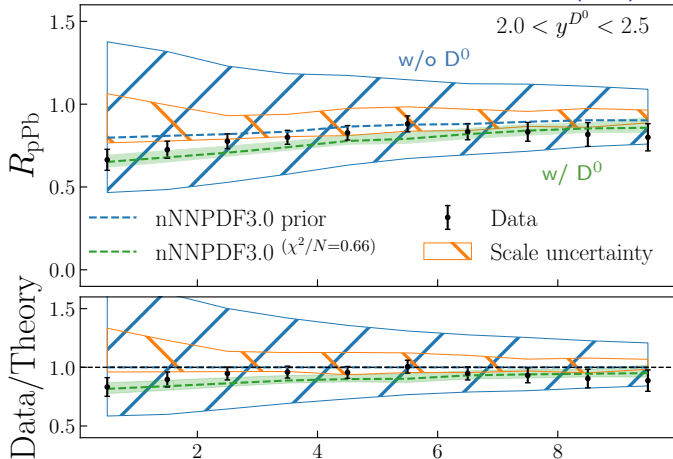 1.5
2.0 < y^{D^0} < 2.5
w/o D^0
1.0
R_{pPb}
0.5
w/ D^0
nNNPDF3.0 prior
Data
nNNPDF3.0 (χ²/N=0.66)
Scale uncertainty
0.0
1.5
Data/Theory
1.0
0.5
2 4 6 8